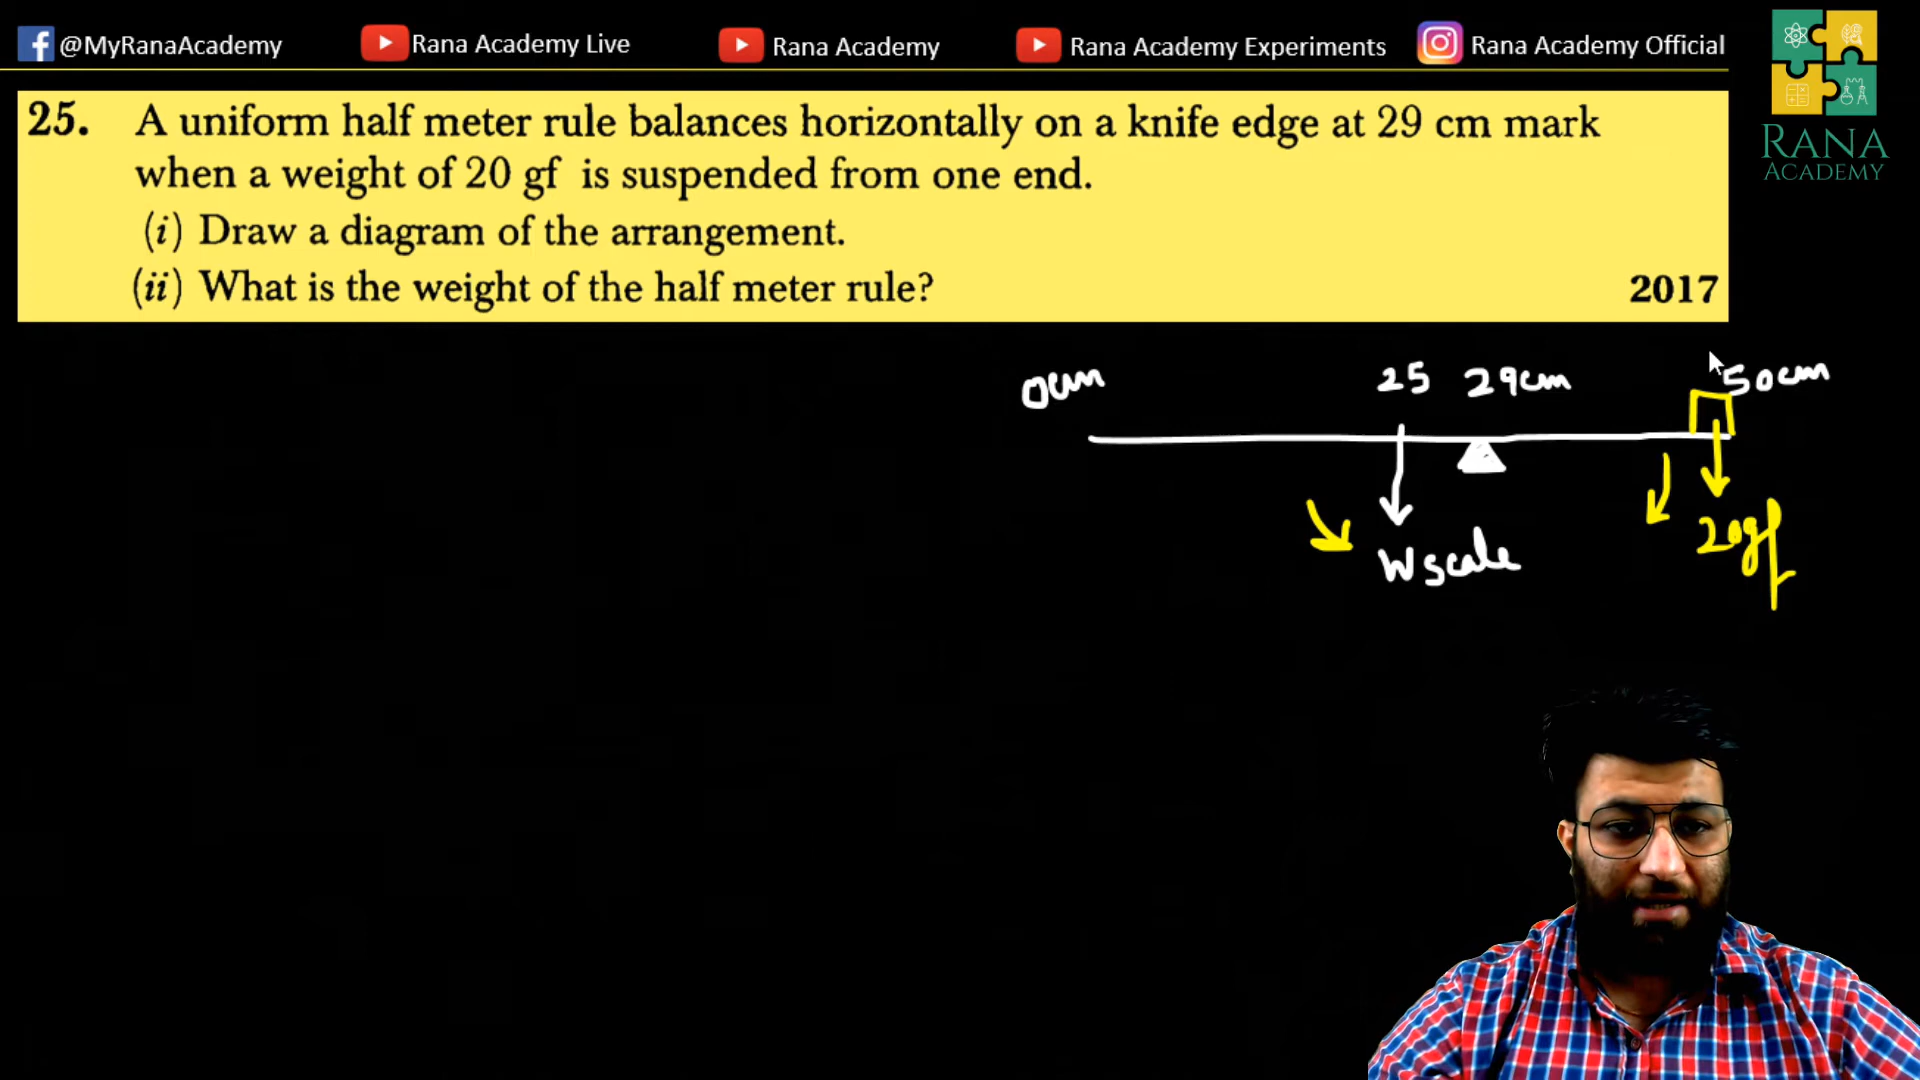 @MyRanaAcademy Rana Academy Live Rana Academy Rana Academy Experiments Rana Academy Official
RANA
ACADEMY
25. A uniform half meter rule balances horizontally on a knife edge at 29 cm mark
when a weight of 20 gf is suspended from one end.
(i) Draw a diagram of the arrangement.
(ii) What is the weight of the half meter rule? 2017
0cm 25 29cm 50cm
Wscale 20gf